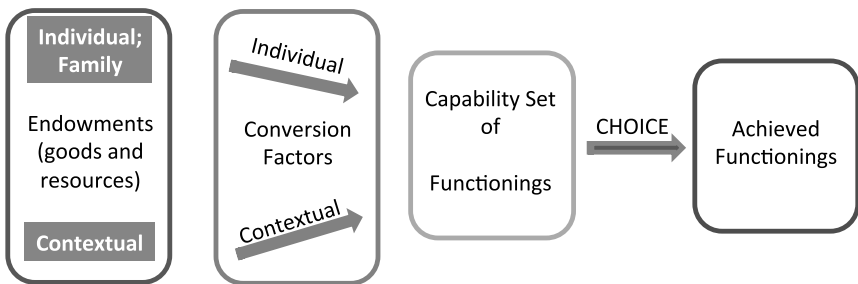 Individual;
Family
Endowments
(goods and
resources)
Contextual
Individual
Conversion
Factors
Contextual
Capability Set
of
Functionings
CHOICE
Achieved
Functionings